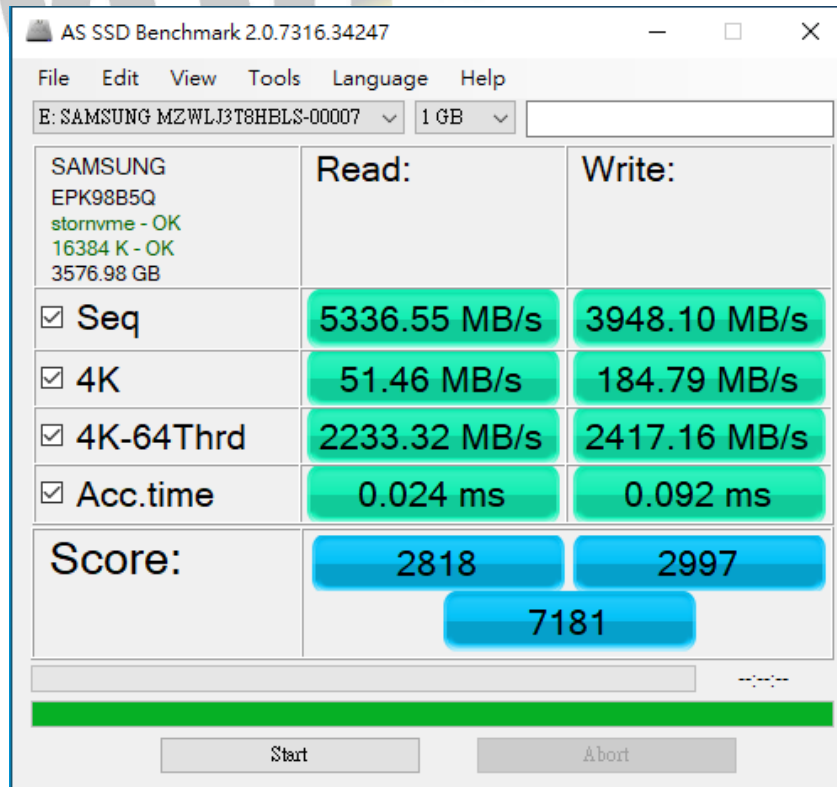 AS SSD Benchmark 2.0.7316.34247
File Edit View Tools Language Help
E: SAMSUNG MZWLJ3T8HBLS-00007 1 GB
SAMSUNG
EPK98B5Q
stornvme - OK
16384 K - OK
3576.98 GB
Read: Write:
Seq 5336.55 MB/s 3948.10 MB/s
4K 51.46 MB/s 184.79 MB/s
4K-64Thrd 2233.32 MB/s 2417.16 MB/s
Acc.time 0.024 ms 0.092 ms
Score: 2818 2997
7181
--:--:--
Start Abort